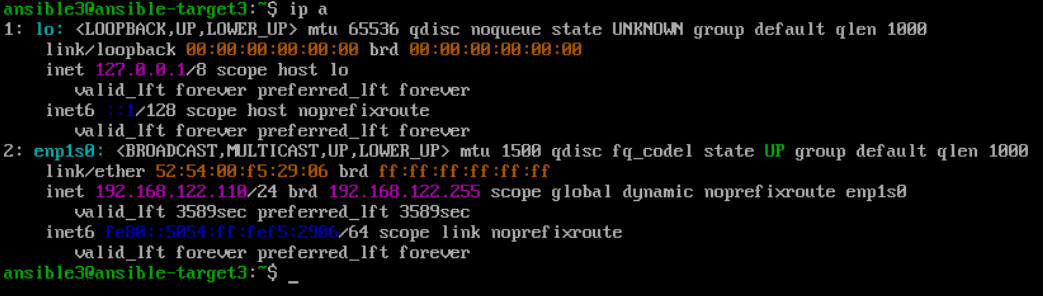 ansible3@ansible-target3:~$ ip a
1: lo: <LOOPBACK,UP,LOWER_UP> mtu 65536 qdisc noqueue state UNKNOWN group default qlen 1000
    link/loopback 00:00:00:00:00:00 brd 00:00:00:00:00:00
    inet 127.0.0.1/8 scope host lo
       valid_lft forever preferred_lft forever
    inet6 ::1/128 scope host noprefixroute
       valid_lft forever preferred_lft forever
2: enp1s0: <BROADCAST,MULTICAST,UP,LOWER_UP> mtu 1500 qdisc fq_codel state UP group default qlen 1000
    link/ether 52:54:00:f5:29:06 brd ff:ff:ff:ff:ff:ff
    inet 192.168.122.110/24 brd 192.168.122.255 scope global dynamic noprefixroute enp1s0
       valid_lft 3589sec preferred_lft 3589sec
    inet6 fe80::5054:ff:fef5:2906/64 scope link noprefixroute
       valid_lft forever preferred_lft forever
ansible3@ansible-target3:~$ _